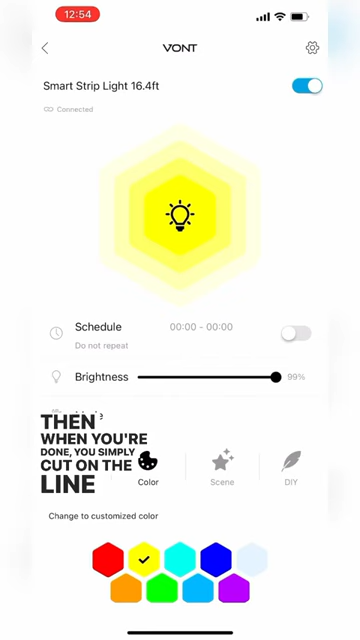 12:54
VONT
Smart Strip Light 16.4ft
Connected
Schedule 00:00 - 00:00
Do not repeat
Brightness 99%
THEN
WHEN YOU'RE
DONE, YOU SIMPLY
CUT ON THE
LINE
Color Scene DIY
Change to customized color